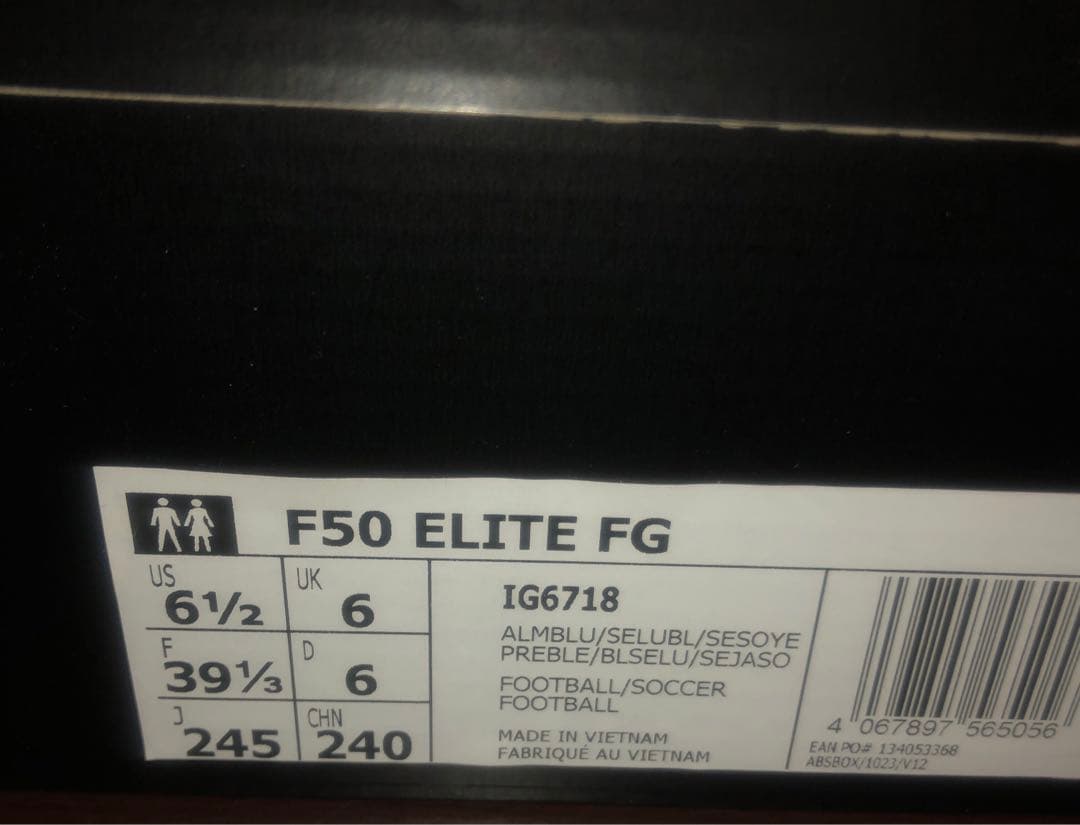 F50 ELITE FG
US
6½
UK
6
F
39⅓
D
6
J
245
CHN
240
IG6718
ALMBLU/SELUBL/SESOYE
PREBLE/BLSELU/SEJASO
FOOTBALL/SOCCER
FOOTBALL
MADE IN VIETNAM
FABRIQUÉ AU VIETNAM
4 067897 565056
EAN PO# 134053368
ABSBOX/1023/V12